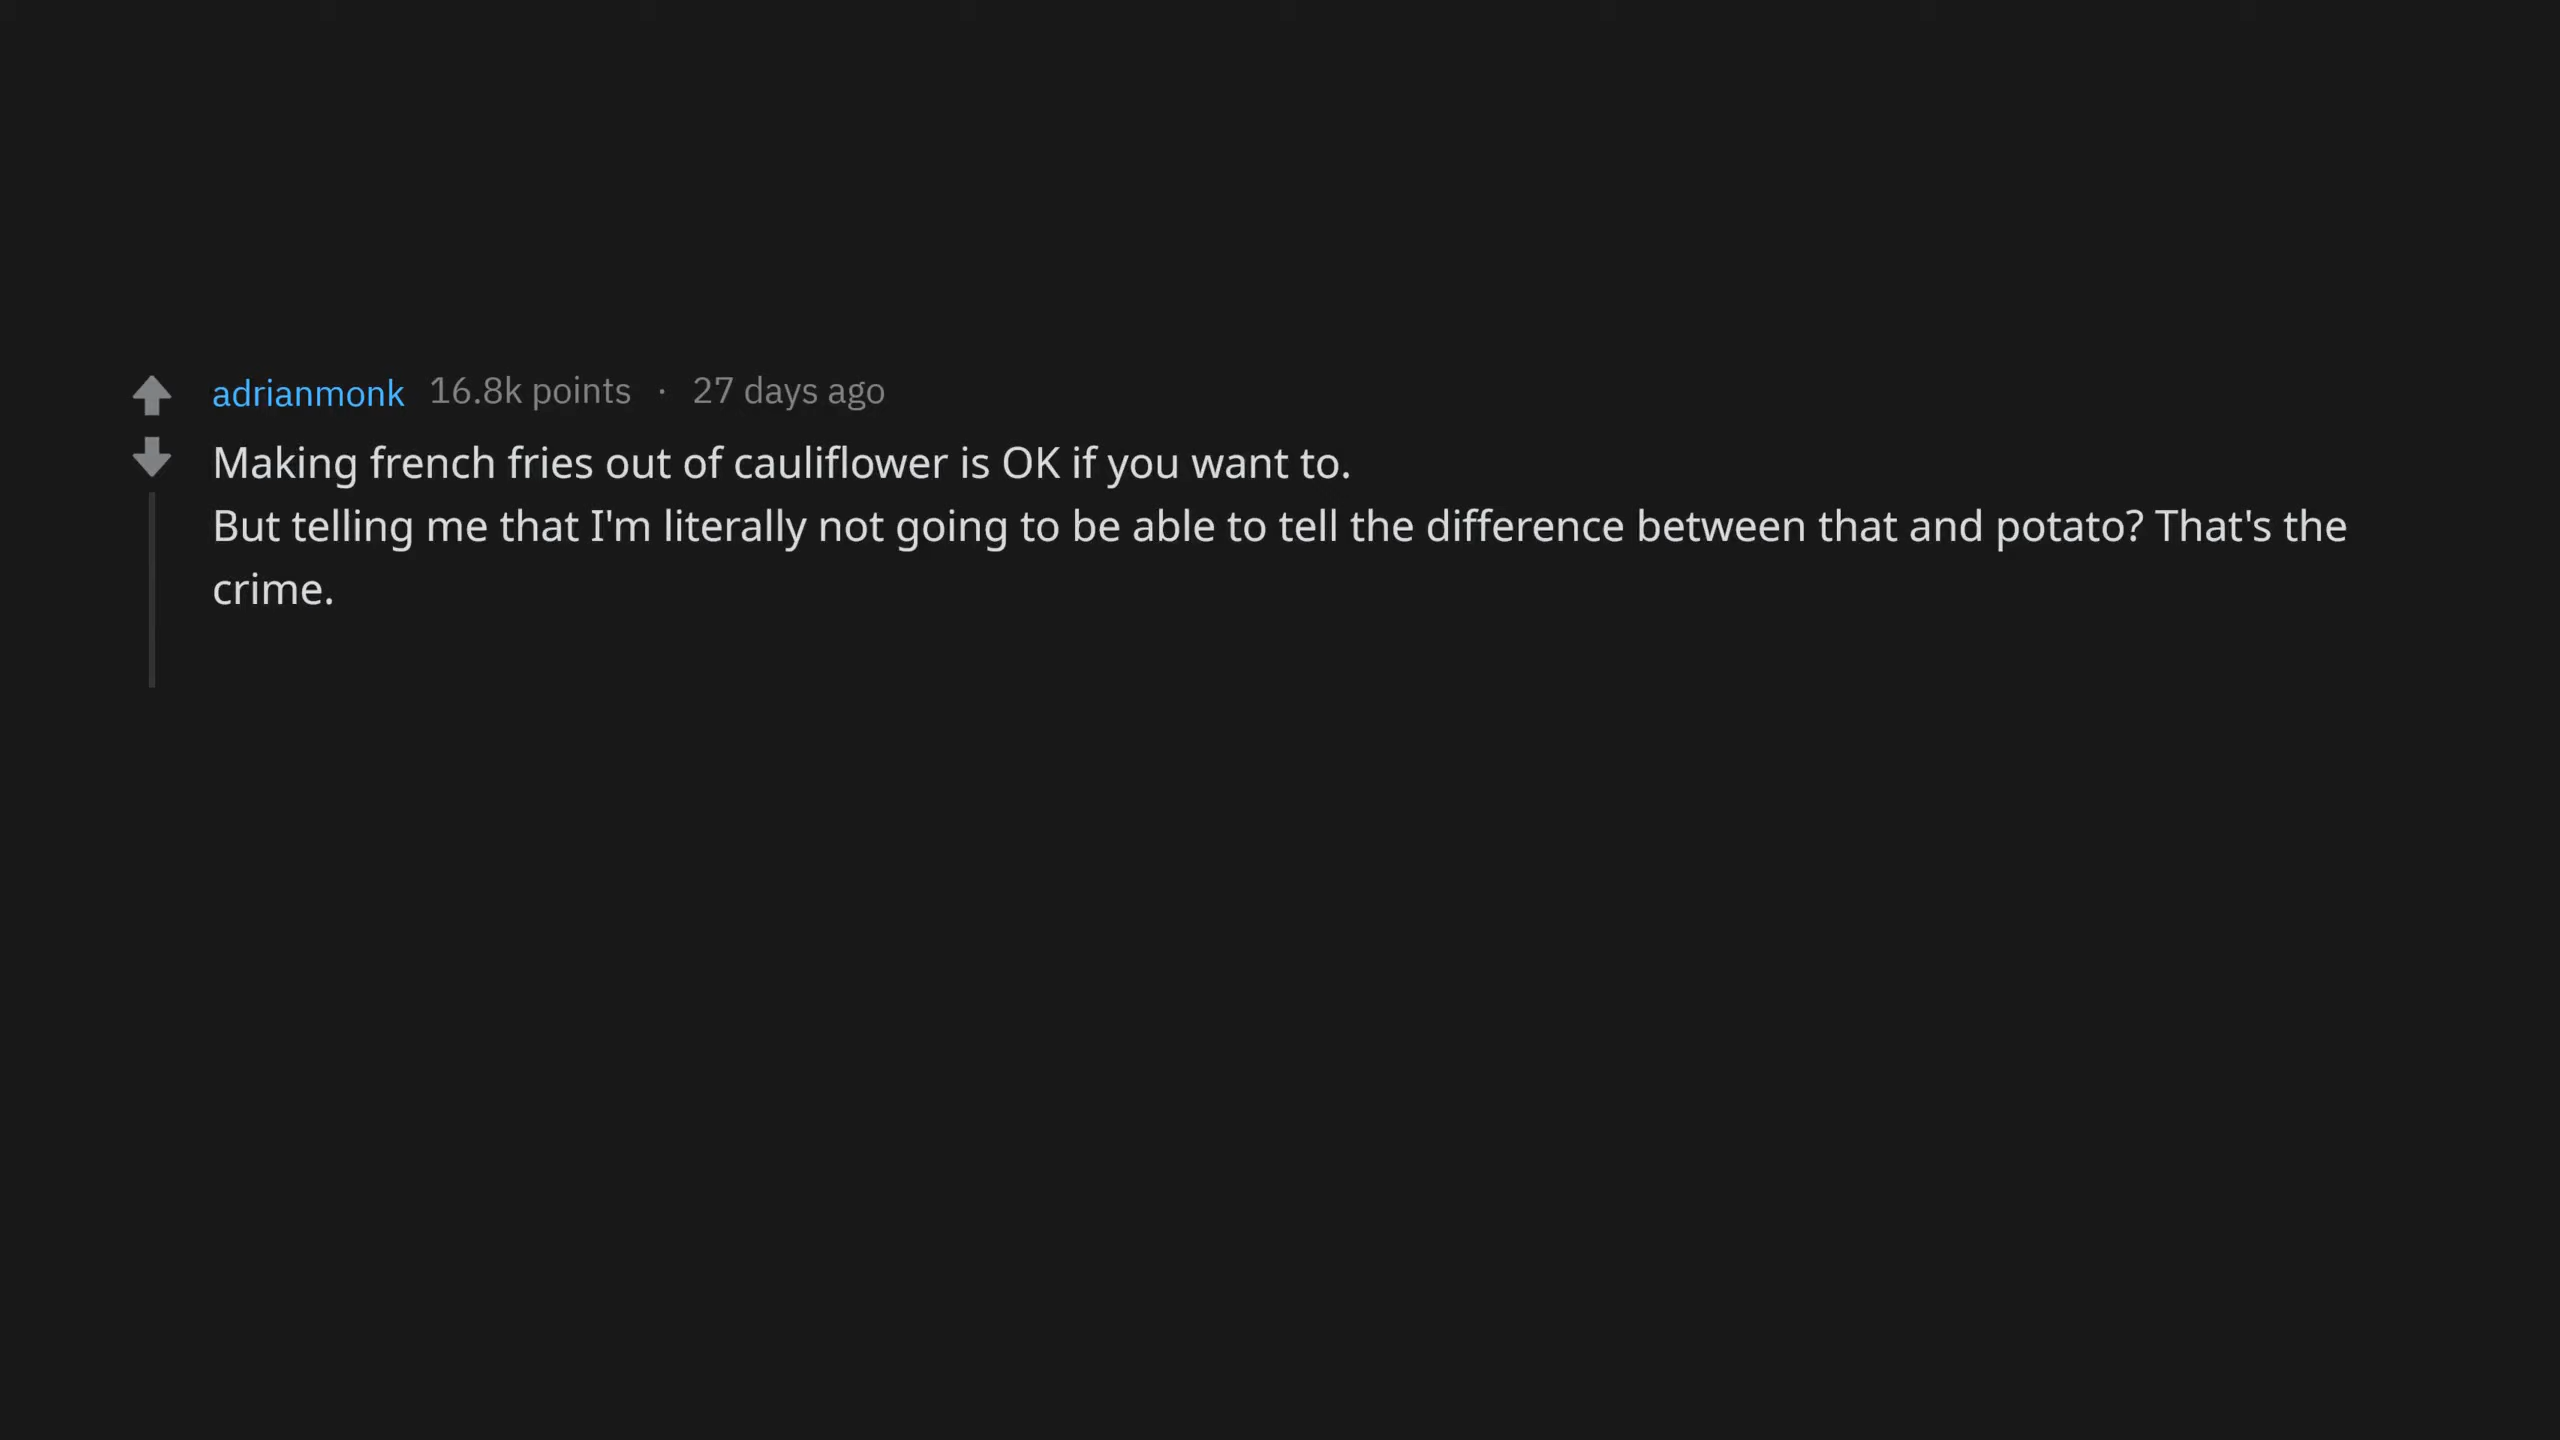 adrianmonk 16.8k points · 27 days ago
Making french fries out of cauliflower is OK if you want to.
But telling me that I'm literally not going to be able to tell the difference between that and potato? That's the
crime.